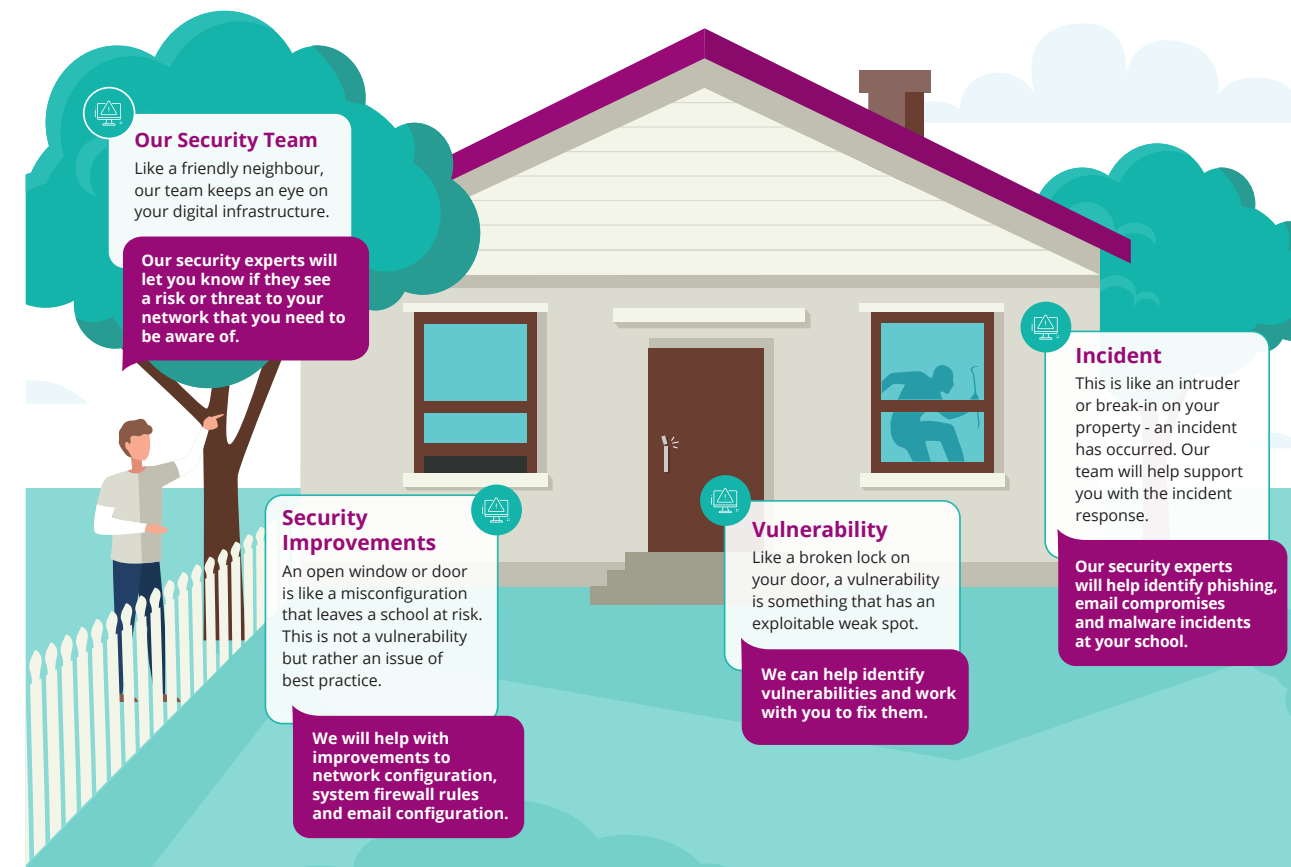 Our Security Team
Like a friendly neighbour,
our team keeps an eye on
your digital infrastructure.
Our security experts will
let you know if they see
a risk or threat to your
network that you need to
be aware of.
Security
Improvements
An open window or door
is like a misconfiguration
that leaves a school at risk.
This is not a vulnerability
but rather an issue of
best practice.
We will help with
improvements to
network configuration,
system firewall rules
and email configuration.
Vulnerability
Like a broken lock on
your door, a vulnerability
is something that has an
exploitable weak spot.
We can help identify
vulnerabilities and work
with you to fix them.
Incident
This is like an intruder
or break-in on your
property - an incident
has occurred. Our
team will help support
you with the incident
response.
Our security experts
will help identify phishing,
email compromises
and malware incidents
at your school.